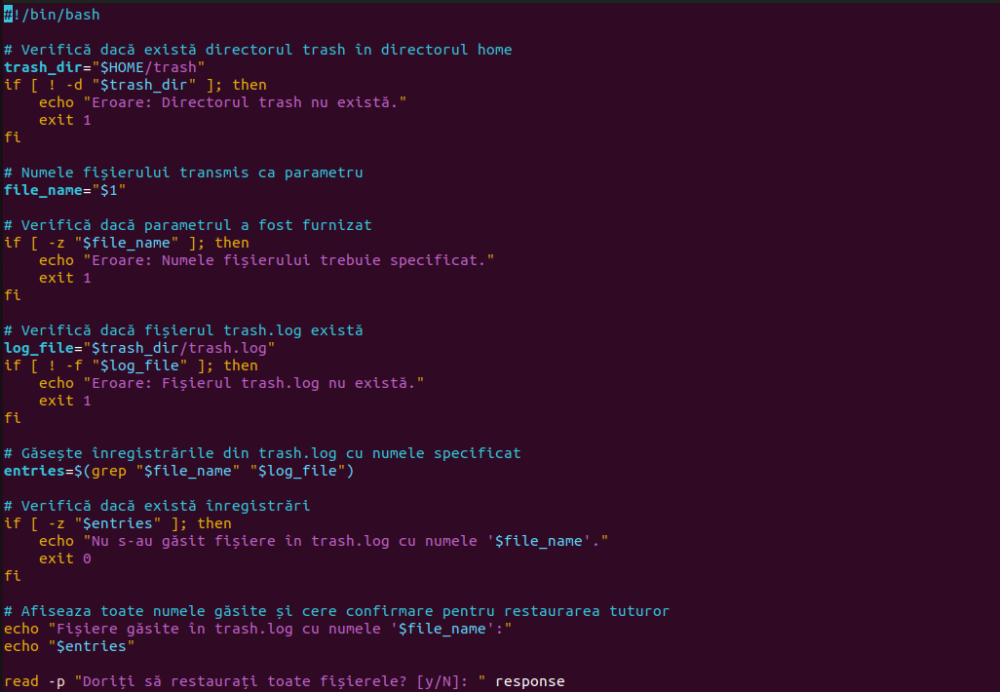 #!/bin/bash
# Verifică dacă există directorul trash în directorul home
trash_dir="$HOME/trash"
if [ ! -d "$trash_dir" ]; then
    echo "Eroare: Directorul trash nu există."
    exit 1
fi
# Numele fișierului transmis ca parametru
file_name="$1"
# Verifică dacă parametrul a fost furnizat
if [ -z "$file_name" ]; then
    echo "Eroare: Numele fișierului trebuie specificat."
    exit 1
fi
# Verifică dacă fișierul trash.log există
log_file="$trash_dir/trash.log"
if [ ! -f "$log_file" ]; then
    echo "Eroare: Fișierul trash.log nu există."
    exit 1
fi
# Găsește înregistrările din trash.log cu numele specificat
entries=$(grep "$file_name" "$log_file")
# Verifică dacă există înregistrări
if [ -z "$entries" ]; then
    echo "Nu s-au găsit fișiere în trash.log cu numele '$file_name'."
    exit 0
fi
# Afiseaza toate numele găsite și cere confirmare pentru restaurarea tuturor
echo "Fișiere găsite în trash.log cu numele '$file_name':"
echo "$entries"
read -p "Doriți să restaurați toate fișierele? [y/N]: " response